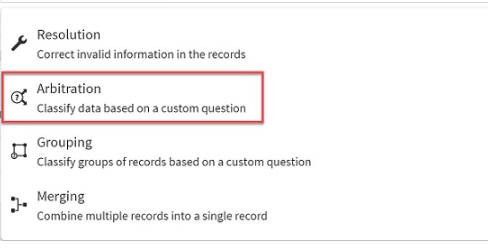 Resolution
Correct invalid information in the records
Arbitration
Classify data based on a custom question
Grouping
Classify groups of records based on a custom question
Merging
Combine multiple records into a single record